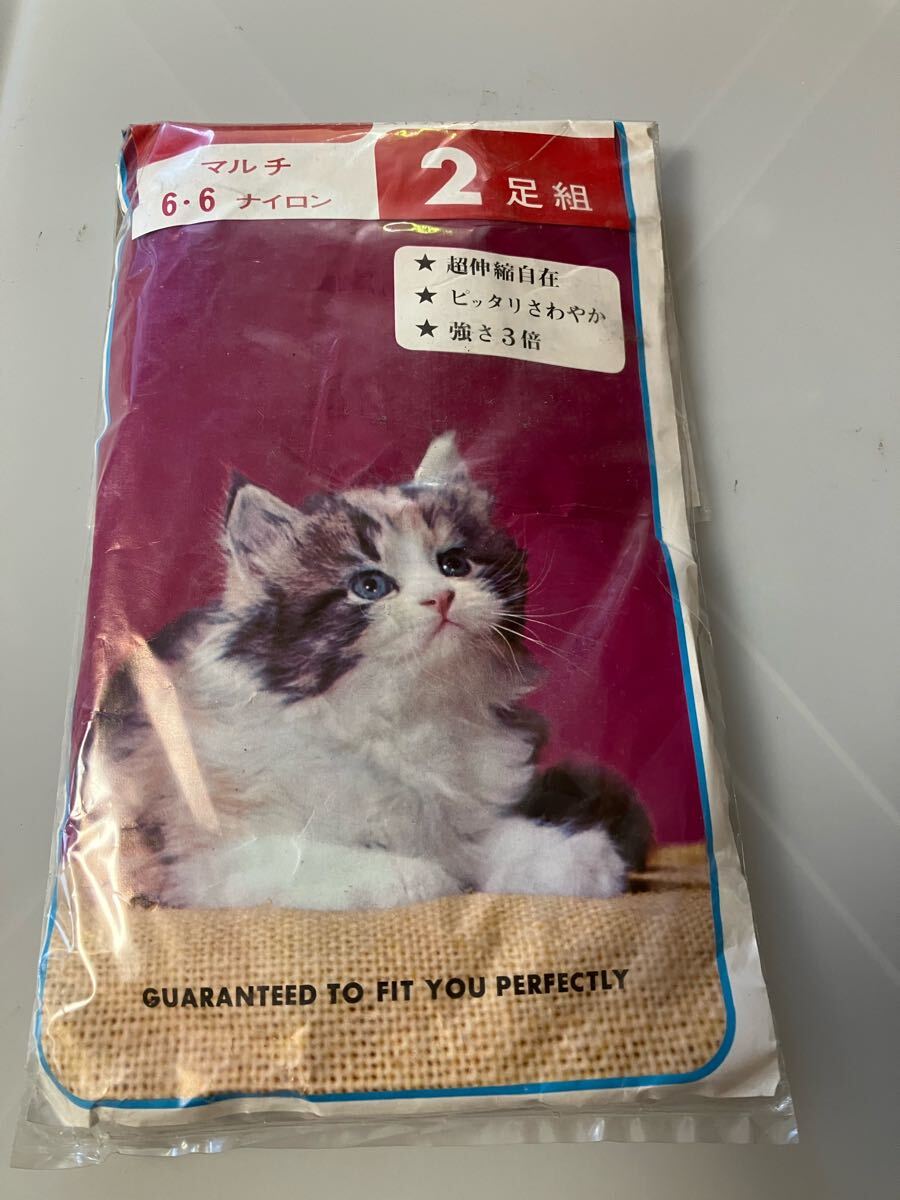 マルチ
6・6 ナイロン
2足組
★ 超伸縮自在
★ ピッタリさわやか
★ 強さ3倍
GUARANTEED TO FIT YOU PERFECTLY